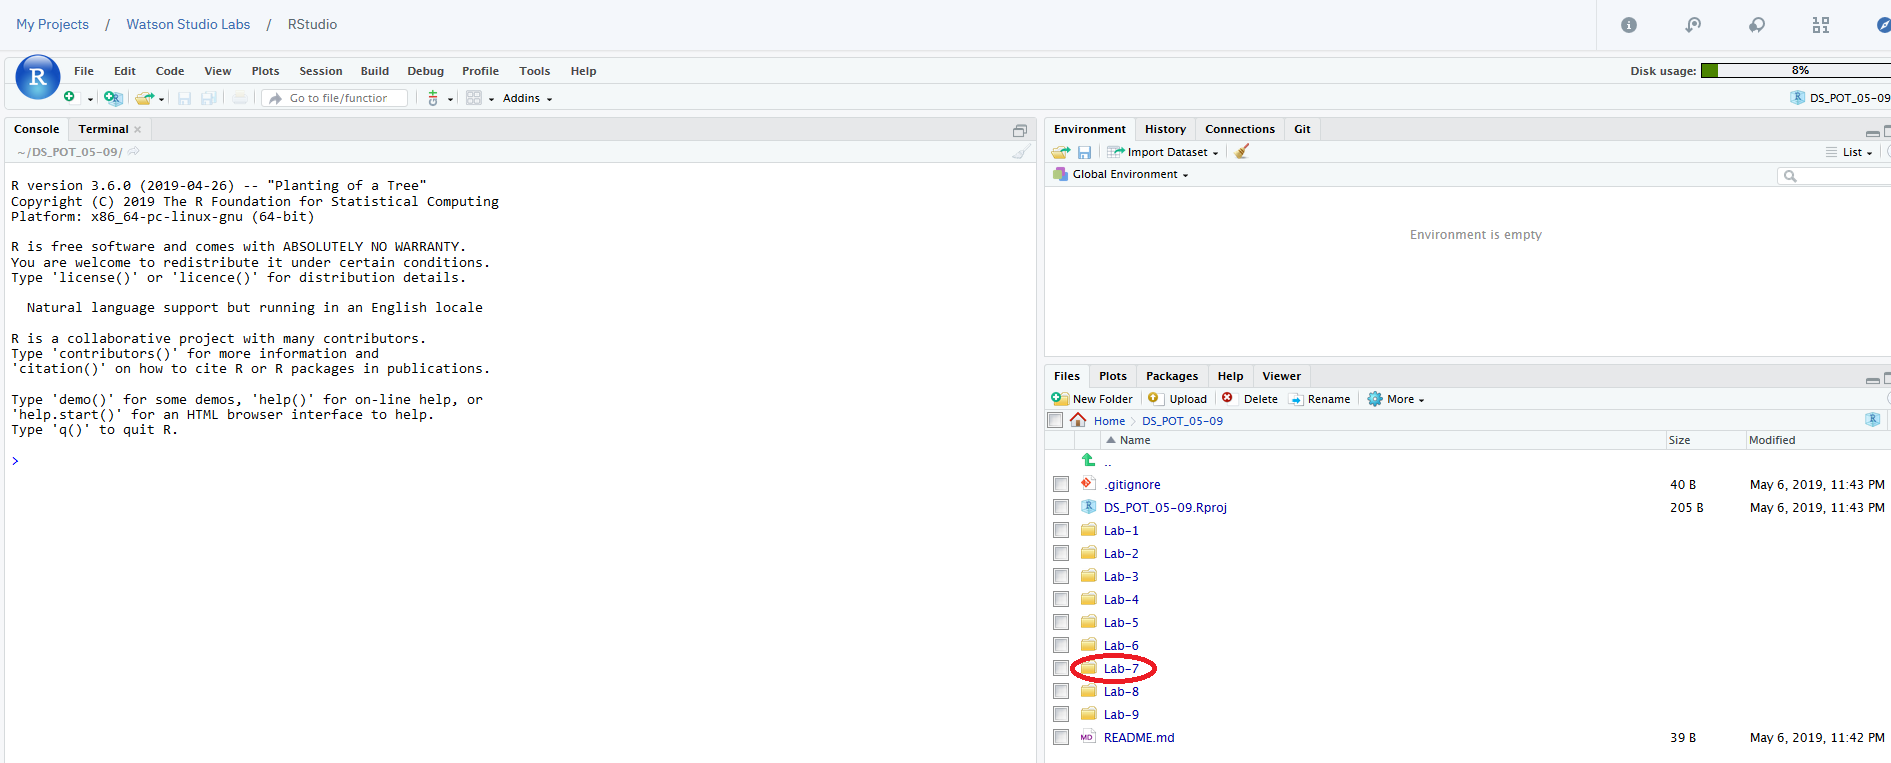 My Projects / Watson Studio Labs / RStudio
R File Edit Code View Plots Session Build Debug Profile Tools Help
Disk usage: 8%
Go to file/functior Addins
DS_POT_05-09
Console Terminal
~/DS_POT_05-09/
R version 3.6.0 (2019-04-26) -- "Planting of a Tree"
Copyright (C) 2019 The R Foundation for Statistical Computing
Platform: x86_64-pc-linux-gnu (64-bit)
R is free software and comes with ABSOLUTELY NO WARRANTY.
You are welcome to redistribute it under certain conditions.
Type 'license()' or 'licence()' for distribution details.
Natural language support but running in an English locale
R is a collaborative project with many contributors.
Type 'contributors()' for more information and
'citation()' on how to cite R or R packages in publications.
Type 'demo()' for some demos, 'help()' for on-line help, or
'help.start()' for an HTML browser interface to help.
Type 'q()' to quit R.
>
Environment History Connections Git
Import Dataset List
Global Environment
Environment is empty
Files Plots Packages Help Viewer
New Folder Upload Delete Rename More
Home DS_POT_05-09
Name Size Modified
..
.gitignore 40 B May 6, 2019, 11:43 PM
DS_POT_05-09.Rproj 205 B May 6, 2019, 11:43 PM
Lab-1
Lab-2
Lab-3
Lab-4
Lab-5
Lab-6
Lab-7
Lab-8
Lab-9
README.md 39 B May 6, 2019, 11:42 PM